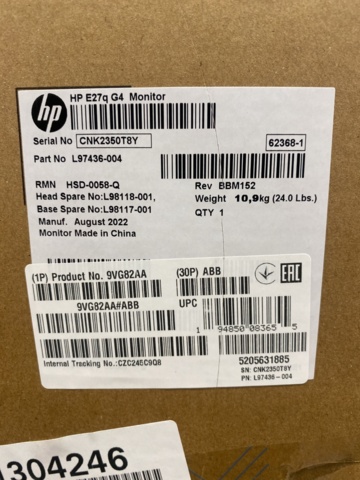 hp
HP E27q G4 Monitor
Serial No CNK2350T8Y
62368-1
Part No L97436-004
RMN HSD-0058-Q
Rev BBM152
Head Spare No:L98118-001,
Weight 10,9kg (24.0 Lbs.)
Base Spare No:L98117-001
QTY 1
Manuf. August 2022
Monitor Made in China
(1P) Product No. 9VG82AA
(30P) ABB
EAC
9VG82AA#ABB
UPC
1 94850 08365 5
Internal Tracking No.:CZC248C9Q8
5205631885
SN: CNK2350T8Y
PN: L97436-004
1304246